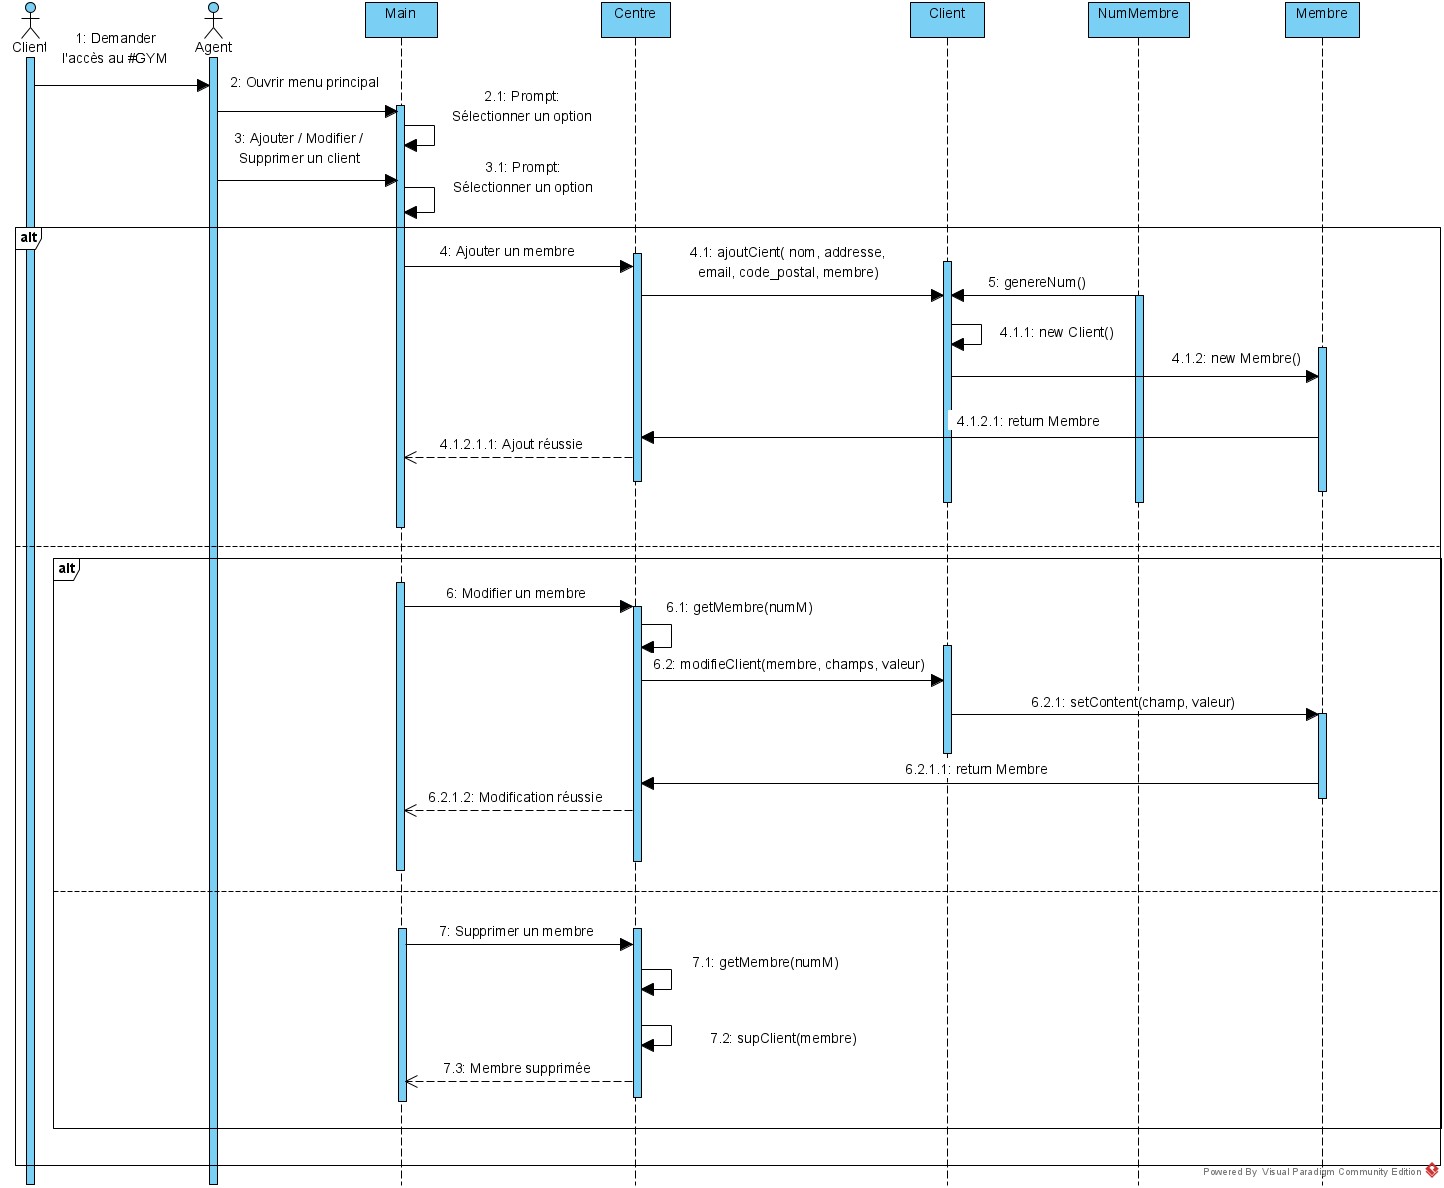 Main
Centre
Client
NumMembre
Membre
Client
Agent
1: Demander
l'accès au #GYM
2: Ouvrir menu principal
2.1: Prompt:
Sélectionner un option
3: Ajouter / Modifier /
Supprimer un client
3.1: Prompt:
Sélectionner un option
alt
4: Ajouter un membre
4.1: ajoutCient( nom, addresse,
email, code_postal, membre)
5: genereNum()
4.1.1: new Client()
4.1.2: new Membre()
4.1.2.1: return Membre
4.1.2.1.1: Ajout réussie
alt
6: Modifier un membre
6.1: getMembre(numM)
6.2: modifieClient(membre, champs, valeur)
6.2.1: setContent(champ, valeur)
6.2.1.1: return Membre
6.2.1.2: Modification réussie
7: Supprimer un membre
7.1: getMembre(numM)
7.2: supClient(membre)
7.3: Membre supprimée
Powered By Visual Paradigm Community Edition